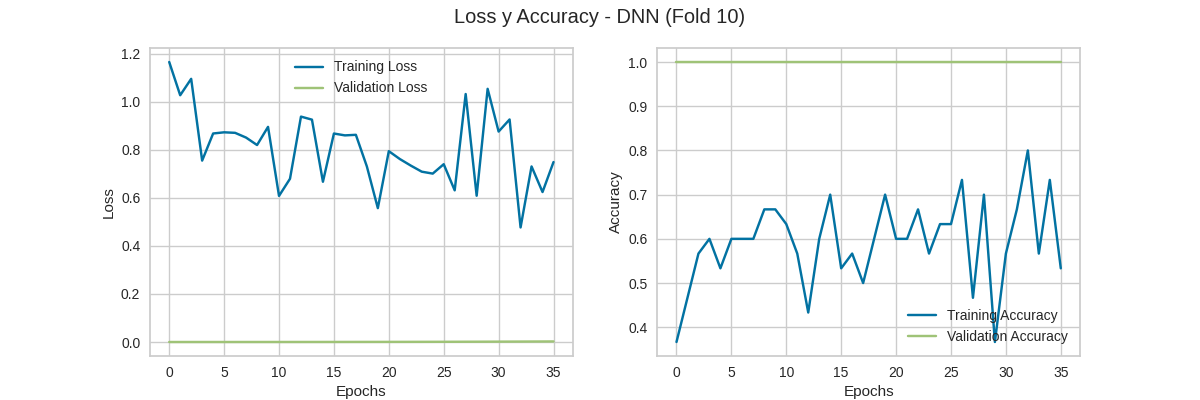 Loss y Accuracy - DNN (Fold 10)
1.2
1.0
0.8
0.6
0.4
0.2
0.0
Loss
Training Loss
Validation Loss
0 5 10 15 20 25 30 35
Epochs
1.0
0.9
0.8
0.7
0.6
0.5
0.4
Accuracy
Training Accuracy
Validation Accuracy
0 5 10 15 20 25 30 35
Epochs